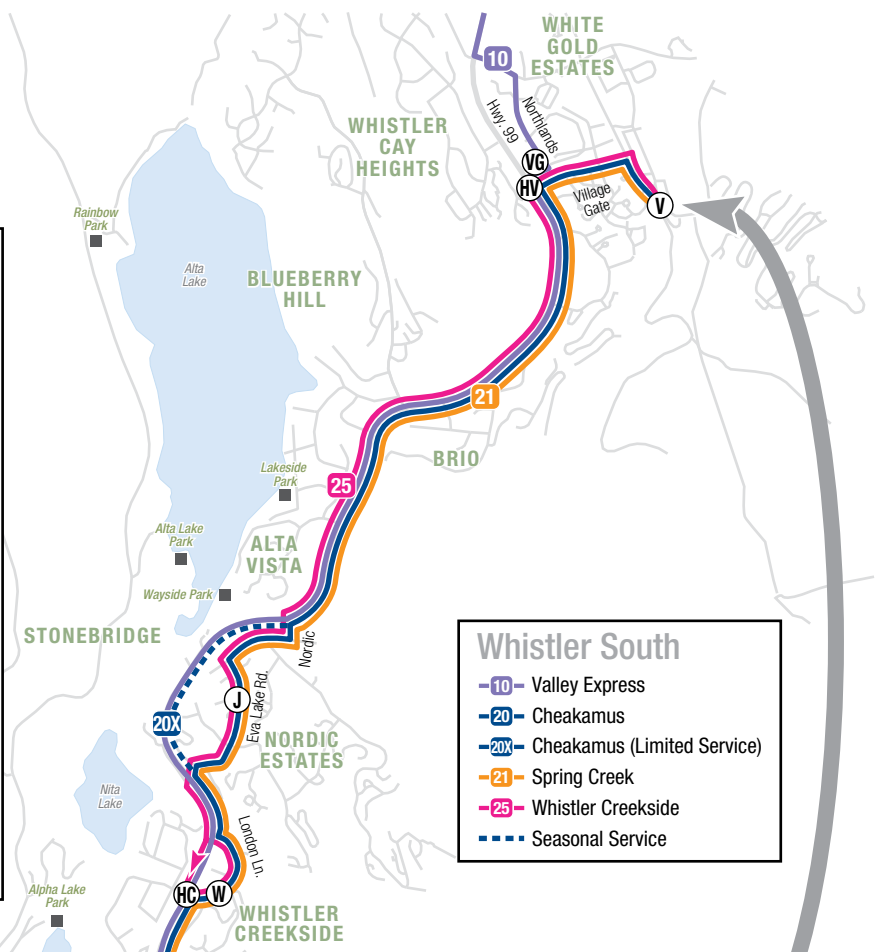 WHITE
GOLD
ESTATES
10
Hwy. 99
Northlands
WHISTLER
CAY
HEIGHTS
VG
HV
Village
Gate
V
Rainbow
Park
Alta
Lake
BLUEBERRY
HILL
21
BRIO
25
Lakeside
Park
Alta Lake
Park
ALTA
VISTA
Wayside Park
STONEBRIDGE
Nordic
J
Eva Lake Rd.
20X
NORDIC
ESTATES
Nita
Lake
London Ln.
HC
W
Alpha Lake
Park
WHISTLER
CREEKSIDE
Whistler South
10 Valley Express
20 Cheakamus
20X Cheakamus (Limited Service)
21 Spring Creek
25 Whistler Creekside
Seasonal Service